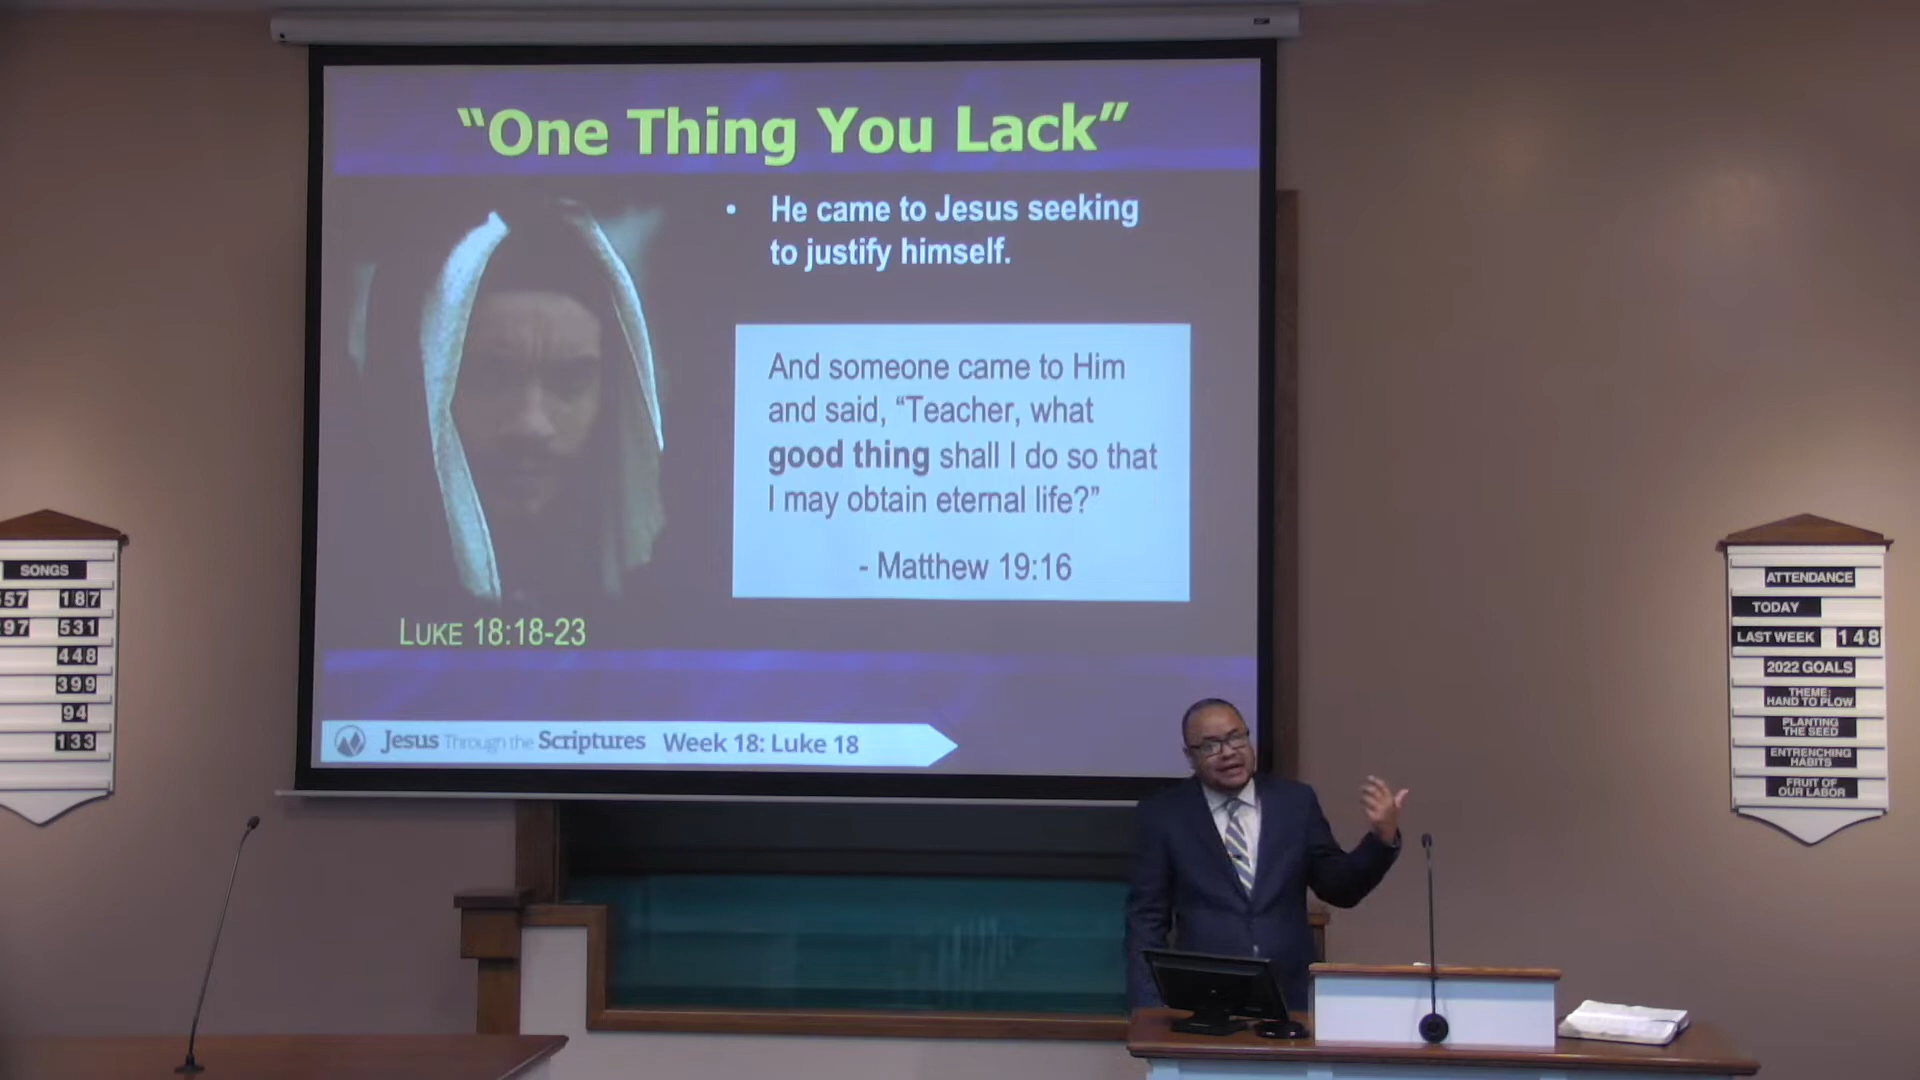 “One Thing You Lack”
• He came to Jesus seeking
to justify himself.
And someone came to Him
and said, “Teacher, what
good thing shall I do so that
I may obtain eternal life?”
- Matthew 19:16
LUKE 18:18-23
Jesus Through the Scriptures Week 18: Luke 18
SONGS
57 187
97 531
448
399
94
133
ATTENDANCE
TODAY
LAST WEEK 148
2022 GOALS
THEME:
HAND TO PLOW
PLANTING
THE SEED
ENTRENCHING
HABITS
FRUIT OF
OUR LABOR